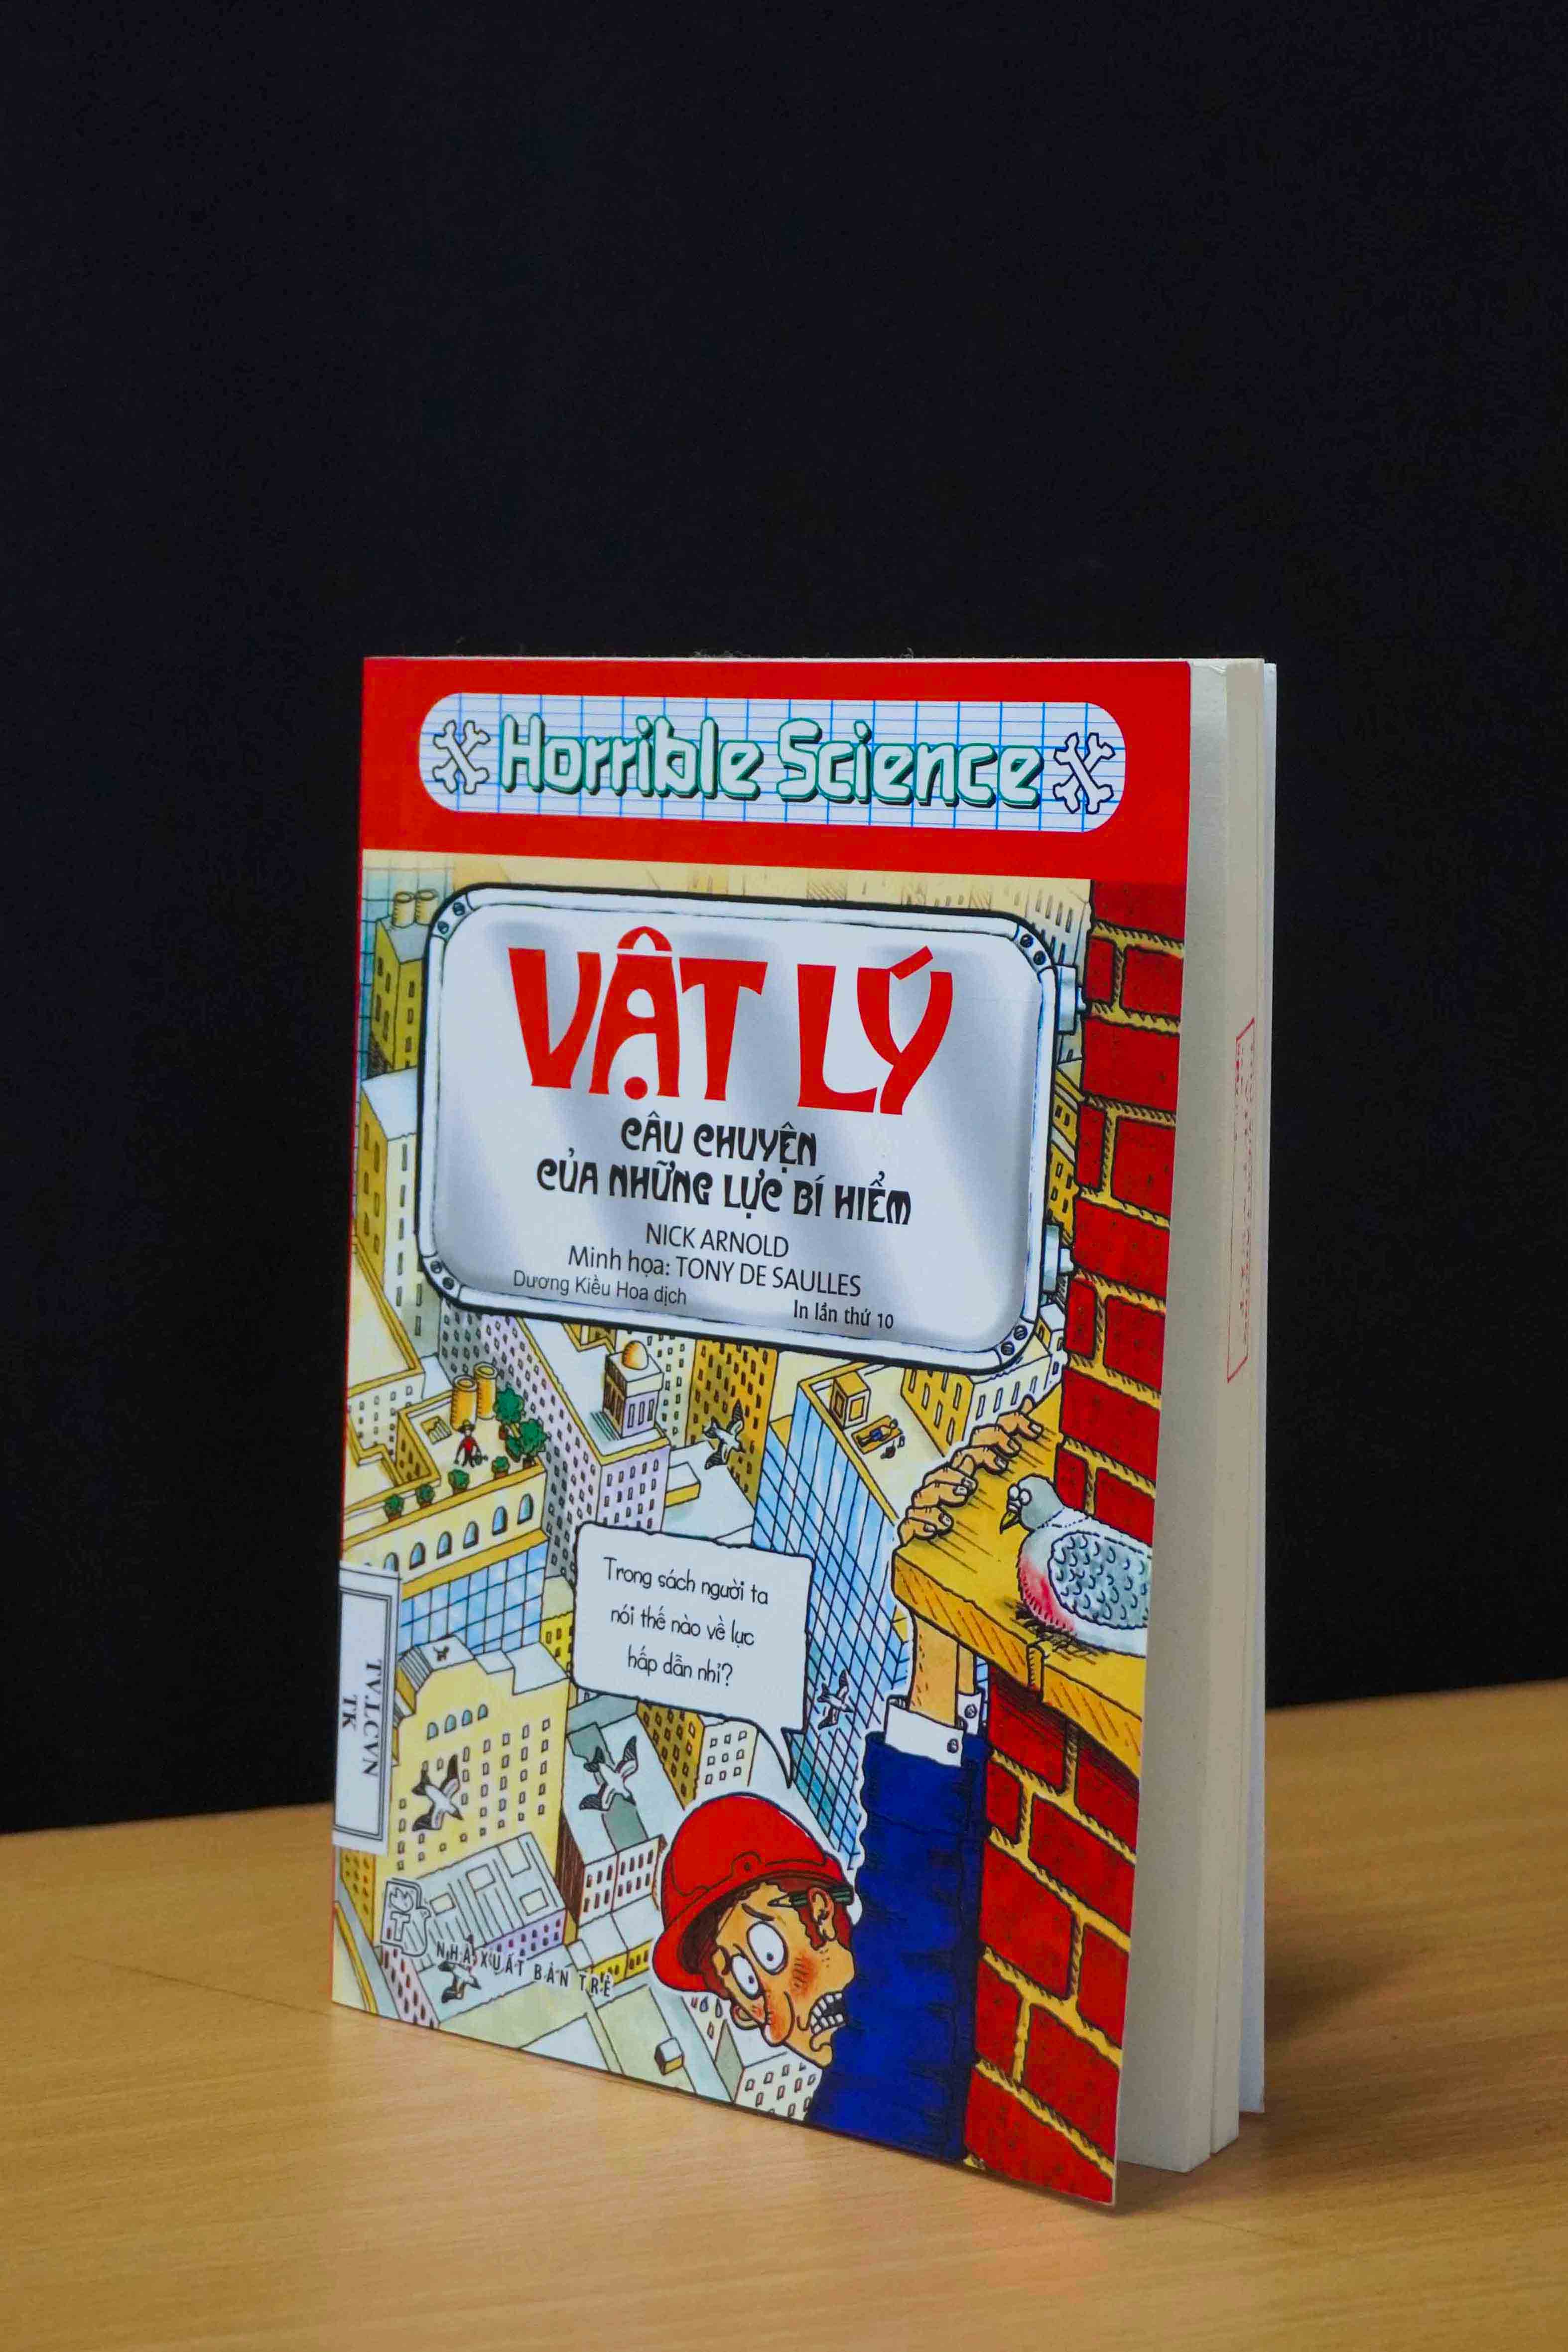 Horrible Science
VẬT LÝ
CÂU CHUYỆN
CỦA NHỮNG LỰC BÍ HIỂM
NICK ARNOLD
Minh họa: TONY DE SAULLES
Dương Kiều Hoa dịch
In lần thứ 10
Trong sách người ta
nói thế nào về lực
hấp dẫn nhỉ?
TV.LCVN
TK
NHÀ XUẤT BẢN TRẺ